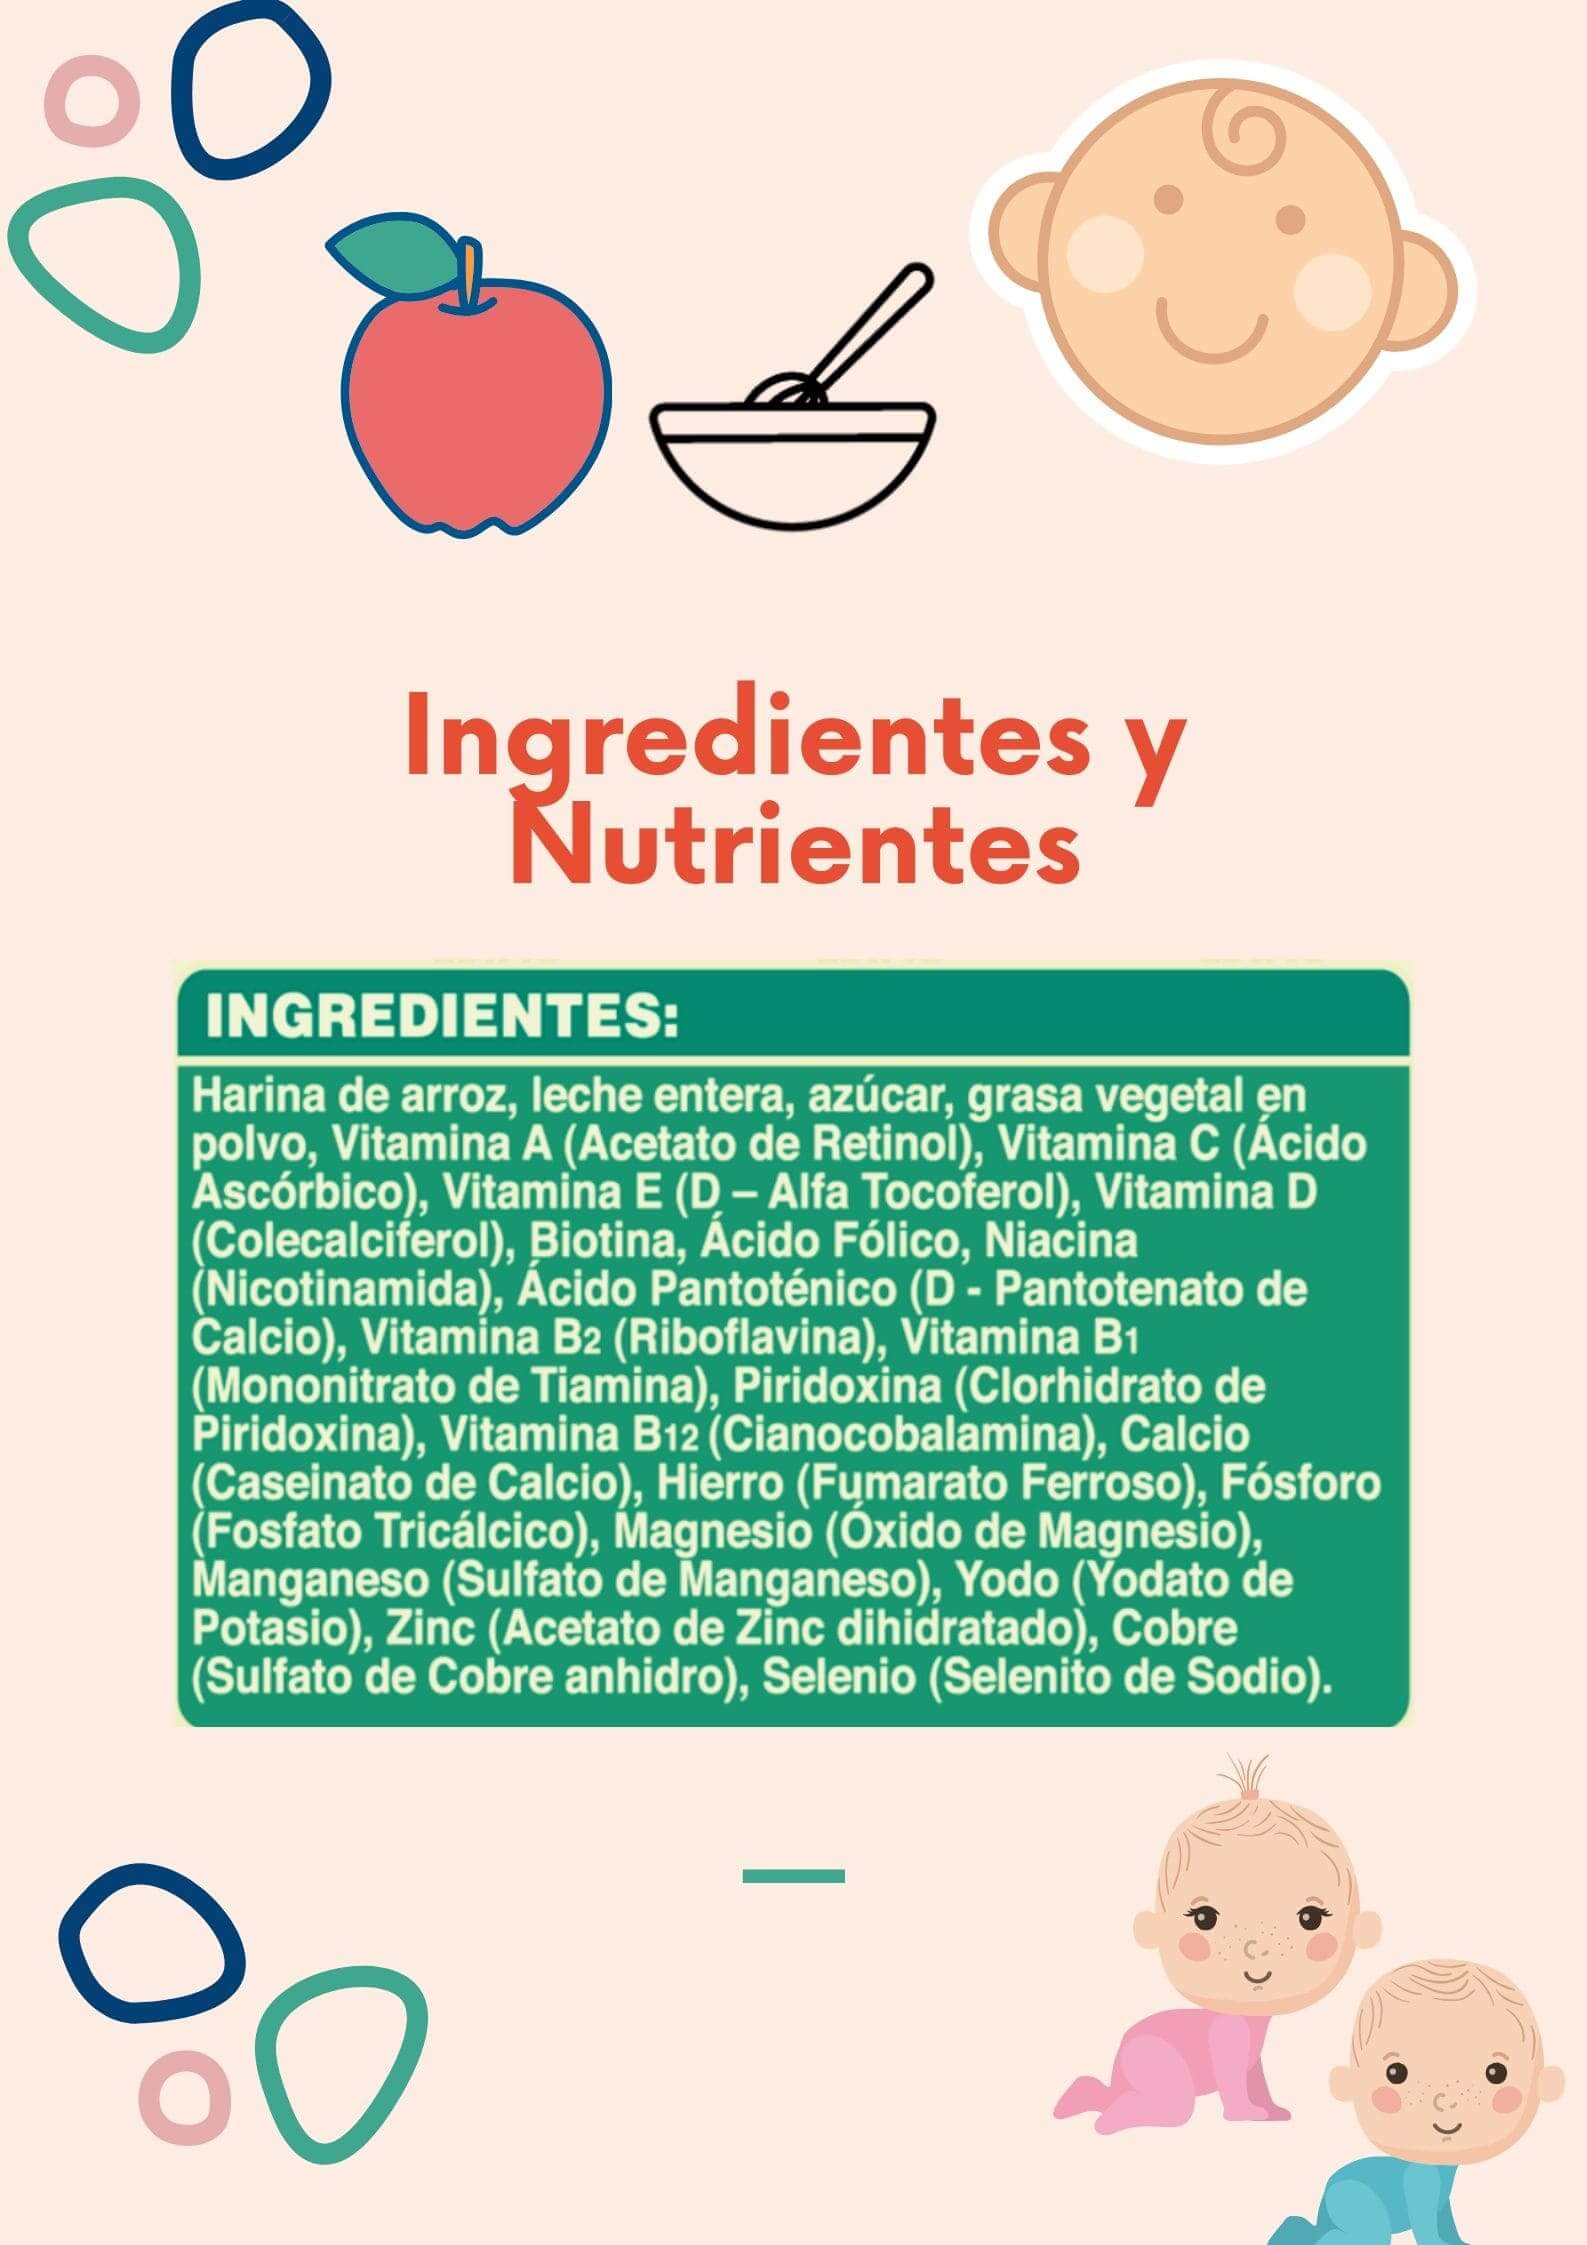 Ingredientes y
Nutrientes
INGREDIENTES:
Harina de arroz, leche entera, azúcar, grasa vegetal en
polvo, Vitamina A (Acetato de Retinol), Vitamina C (Ácido
Ascórbico), Vitamina E (D – Alfa Tocoferol), Vitamina D
(Colecalciferol), Biotina, Ácido Fólico, Niacina
(Nicotinamida), Ácido Pantoténico (D - Pantotenato de
Calcio), Vitamina B2 (Riboflavina), Vitamina B1
(Mononitrato de Tiamina), Piridoxina (Clorhidrato de
Piridoxina), Vitamina B12 (Cianocobalamina), Calcio
(Caseinato de Calcio), Hierro (Fumarato Ferroso), Fósforo
(Fosfato Tricálcico), Magnesio (Óxido de Magnesio),
Manganeso (Sulfato de Manganeso), Yodo (Yodato de
Potasio), Zinc (Acetato de Zinc dihidratado), Cobre
(Sulfato de Cobre anhidro), Selenio (Selenito de Sodio).